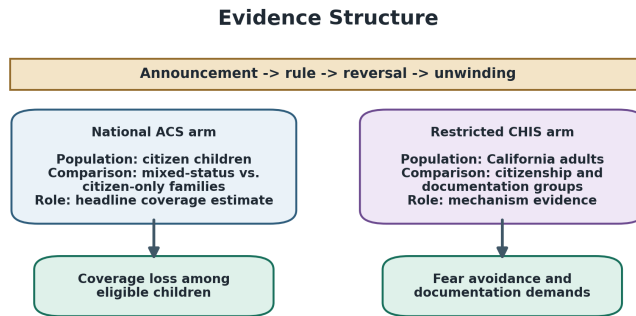 Evidence Structure
Announcement -> rule -> reversal -> unwinding
National ACS arm
Population: citizen children
Comparison: mixed-status vs.
citizen-only families
Role: headline coverage estimate
Restricted CHIS arm
Population: California adults
Comparison: citizenship and
documentation groups
Role: mechanism evidence
Coverage loss among
eligible children
Fear avoidance and
documentation demands